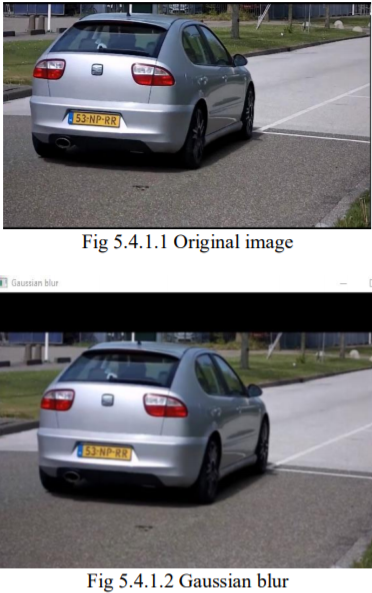 53-NP-RR
Fig 5.4.1.1 Original image
Gaussian blur
53-NP-RR
Fig 5.4.1.2 Gaussian blur